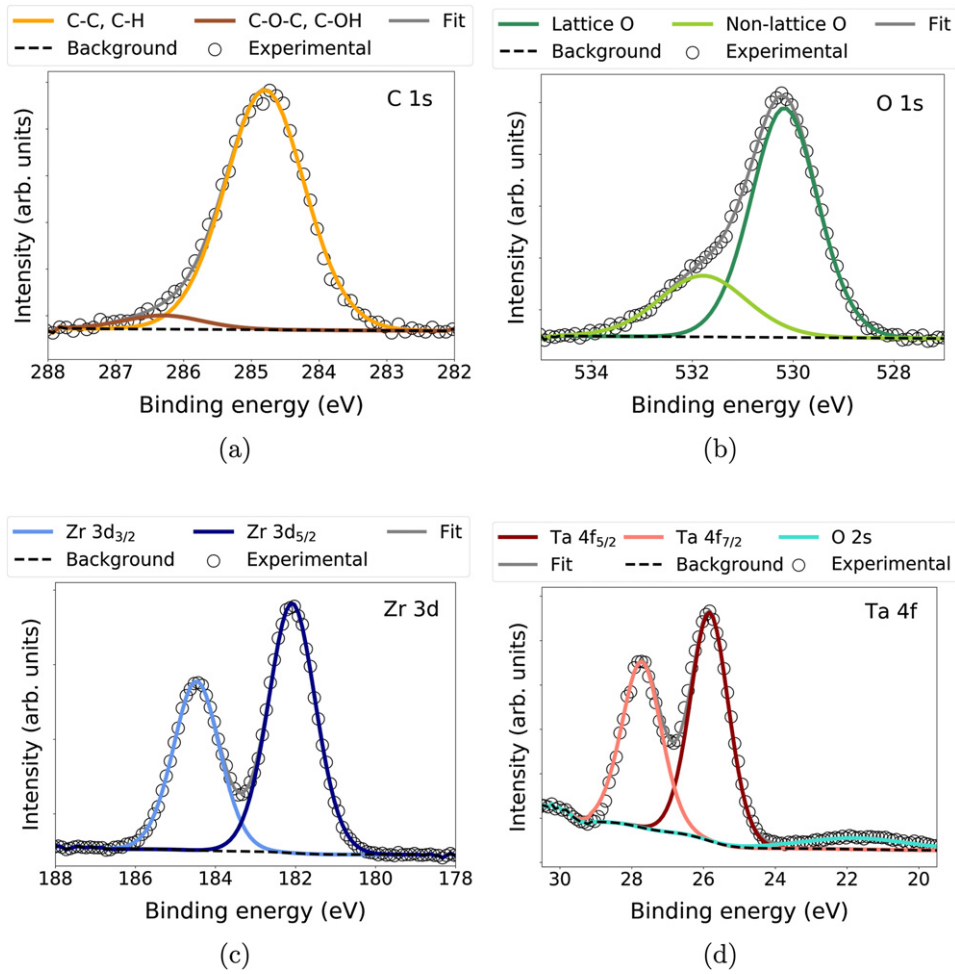 C-C, C-H C-O-C, C-OH Fit
Background Experimental
C 1s
Intensity (arb. units)
288 287 286 285 284 283 282
Binding energy (eV)
(a)
Lattice O Non-lattice O Fit
Background Experimental
O 1s
Intensity (arb. units)
534 532 530 528
Binding energy (eV)
(b)
Zr 3d3/2 Zr 3d5/2 Fit
Background Experimental
Zr 3d
Intensity (arb. units)
188 186 184 182 180 178
Binding energy (eV)
(c)
Ta 4f5/2 Ta 4f7/2 O 2s
Fit Background Experimental
Ta 4f
Intensity (arb. units)
30 28 26 24 22 20
Binding energy (eV)
(d)